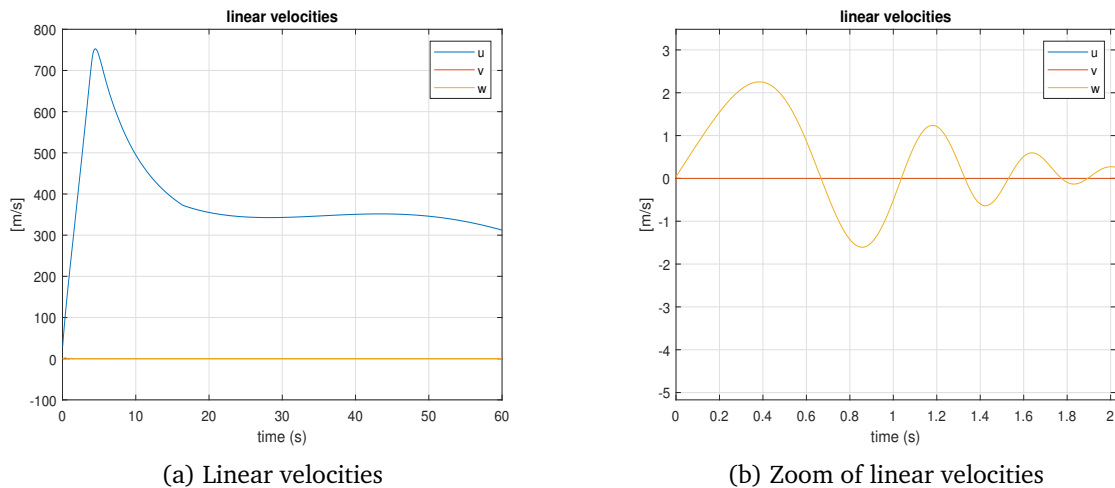 linear velocities
800
700
600
500
400
300
200
100
0
-100
[m/s]
0 10 20 30 40 50 60
time (s)
u
v
w
(a) Linear velocities
linear velocities
3
2
1
0
-1
-2
-3
-4
-5
[m/s]
0 0.2 0.4 0.6 0.8 1 1.2 1.4 1.6 1.8 2
time (s)
u
v
w
(b) Zoom of linear velocities